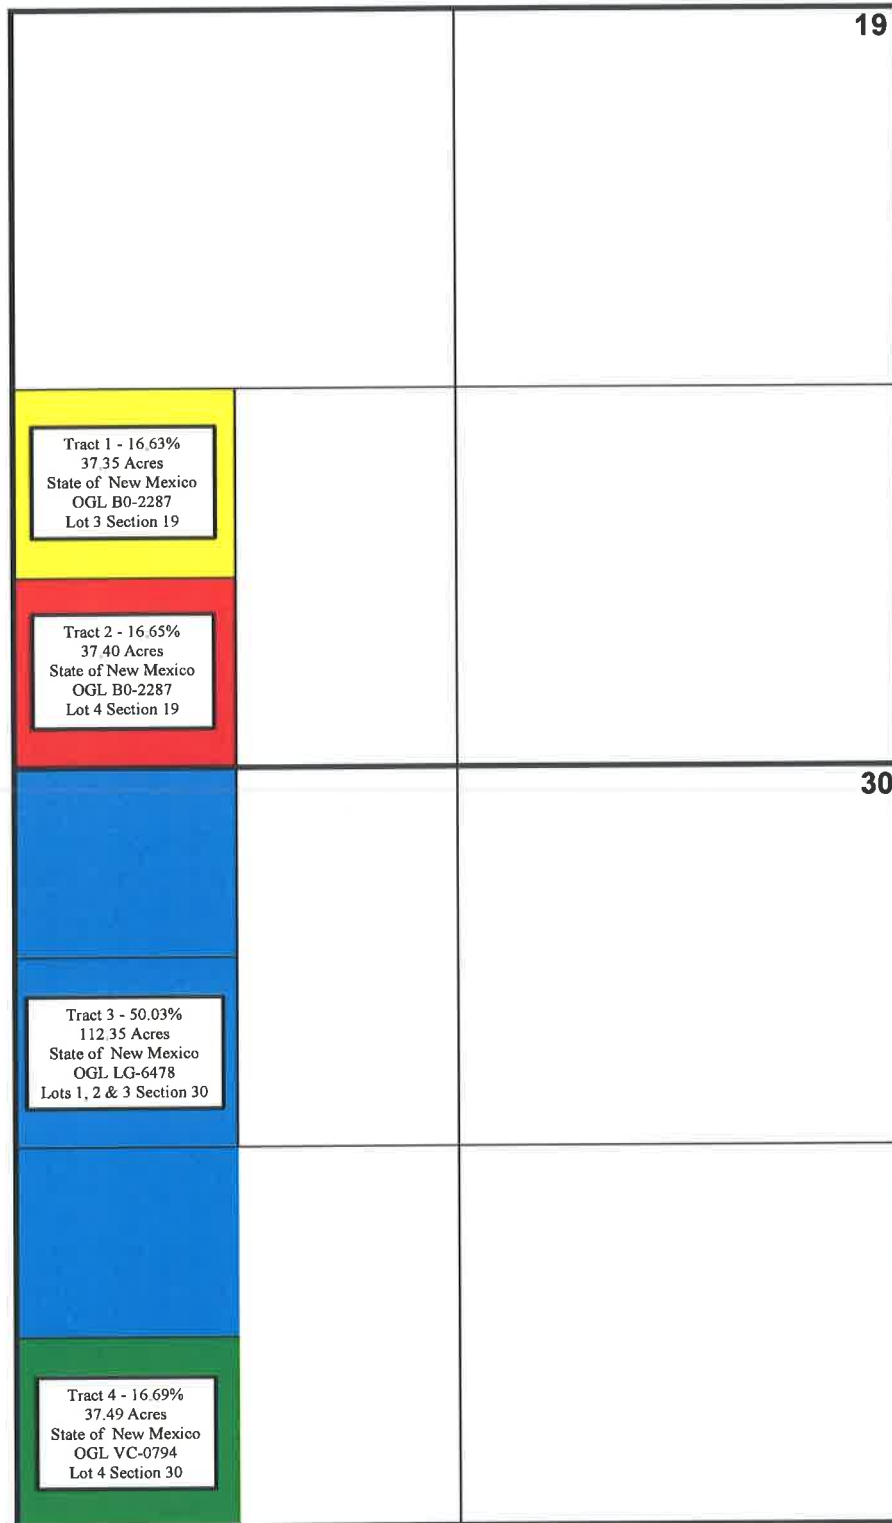 19
Tract 1 - 16.63%
37.35 Acres
State of New Mexico
OGL B0-2287
Lot 3 Section 19
Tract 2 - 16.65%
37.40 Acres
State of New Mexico
OGL B0-2287
Lot 4 Section 19
30
Tract 3 - 50.03%
112.35 Acres
State of New Mexico
OGL LG-6478
Lots 1, 2 & 3 Section 30
Tract 4 - 16.69%
37.49 Acres
State of New Mexico
OGL VC-0794
Lot 4 Section 30